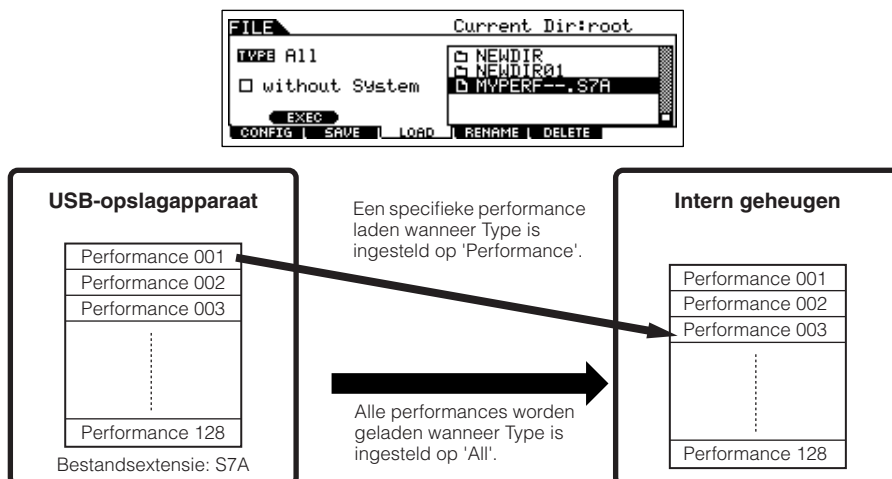 FILE Current Dir:root
TYPE All
NEWDIR
NEWDIR01
without System
MYPERF--.S7A
EXEC
CONFIG SAVE LOAD RENAME DELETE
USB-opslagapparaat
Performance 001
Performance 002
Performance 003
Performance 128
Bestandsextensie: S7A
Een specifieke performance
laden wanneer Type is
ingesteld op 'Performance'.
Alle performances worden
geladen wanneer Type is
ingesteld op 'All'.
Intern geheugen
Performance 001
Performance 002
Performance 003
Performance 128